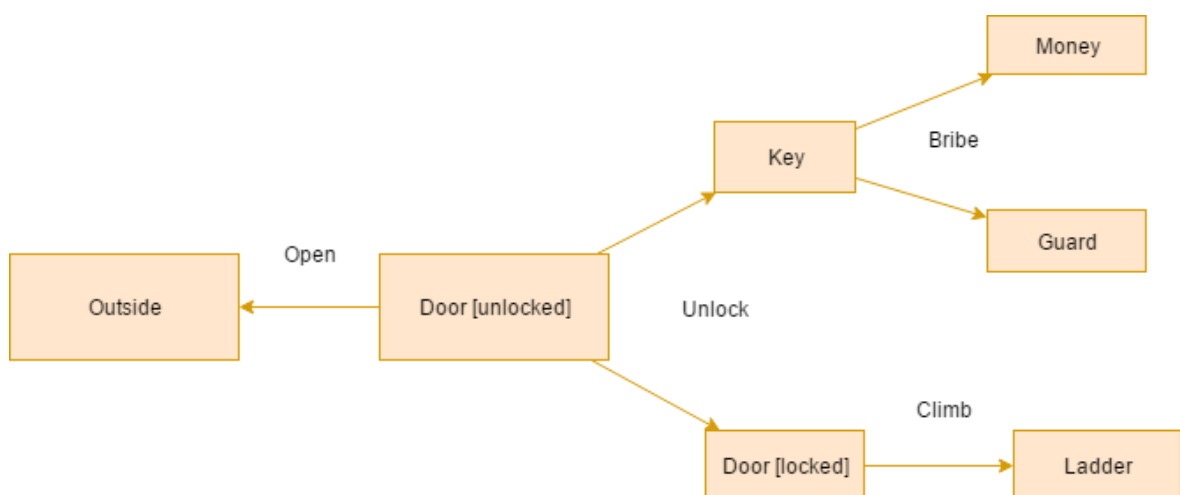 Money
Bribe
Key
Guard
Open
Outside
Door [unlocked]
Unlock
Climb
Door [locked]
Ladder